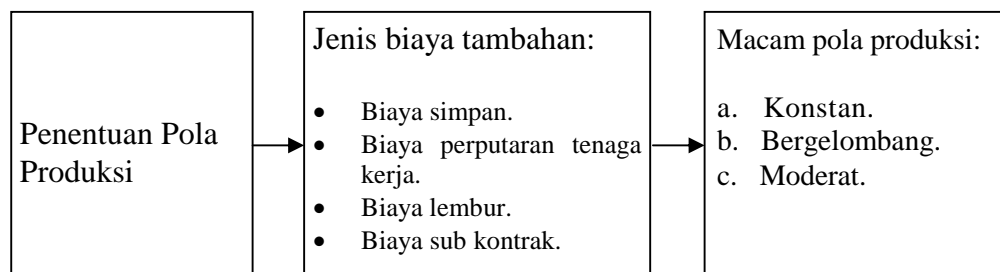 Penentuan Pola
Produksi
Jenis biaya tambahan:
• Biaya simpan.
• Biaya perputaran tenaga
kerja.
• Biaya lembur.
• Biaya sub kontrak.
Macam pola produksi:
a. Konstan.
b. Bergelombang.
c. Moderat.